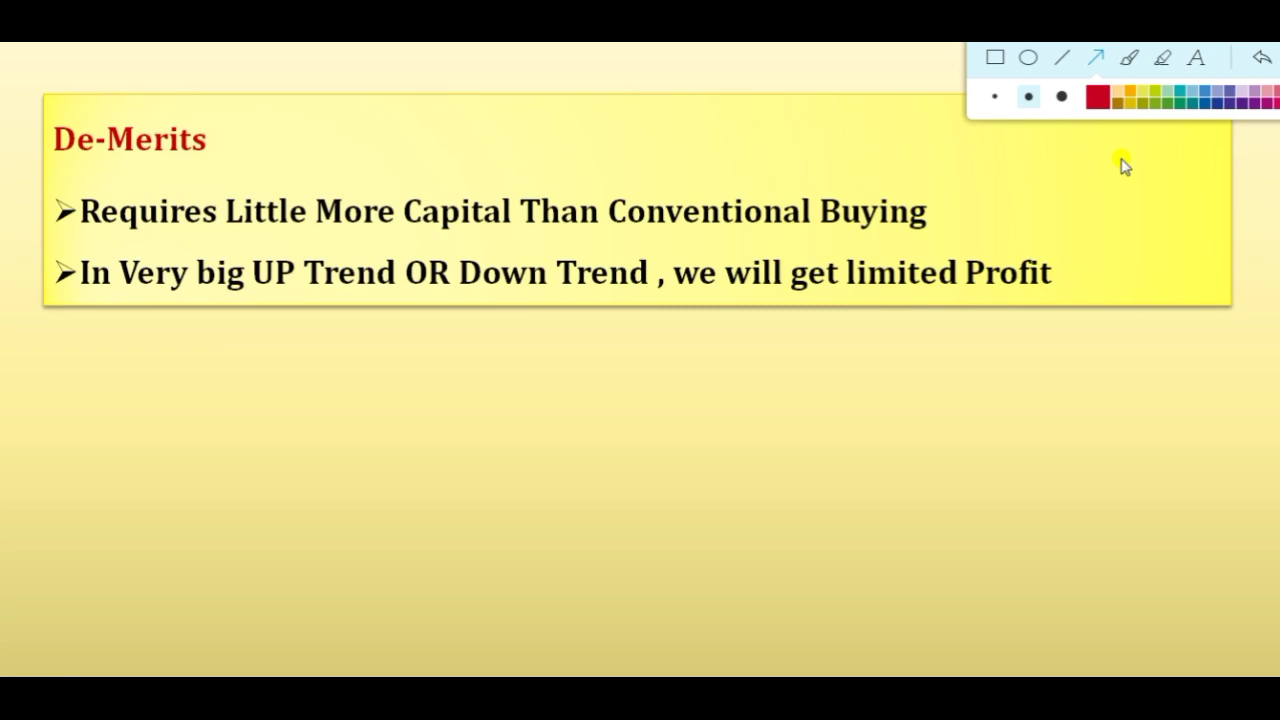 De-Merits
➢Requires Little More Capital Than Conventional Buying
➢In Very big UP Trend OR Down Trend , we will get limited Profit
A